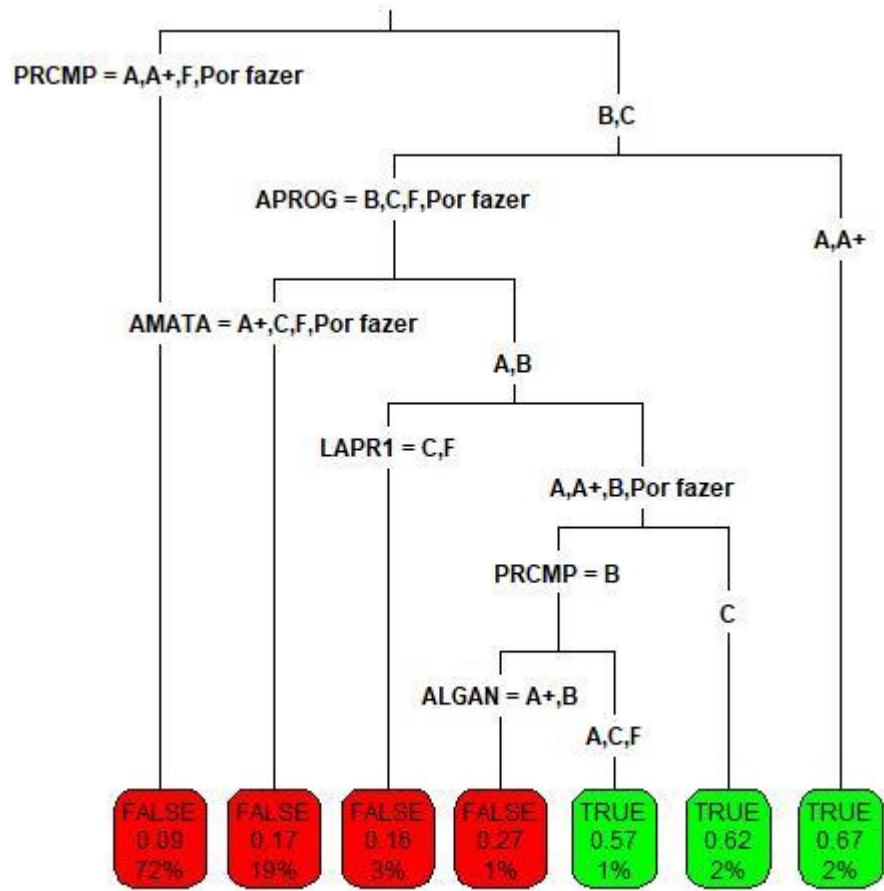 PRCMP = A,A+,F,Por fazer
B,C
APROG = B,C,F,Por fazer
A,A+
AMATA = A+,C,F,Por fazer
A,B
LAPR1 = C,F
A,A+,B,Por fazer
PRCMP = B
C
ALGAN = A+,B
A,C,F
FALSE
0.09
72%
FALSE
0.17
19%
FALSE
0.16
3%
FALSE
0.27
1%
TRUE
0.57
1%
TRUE
0.62
2%
TRUE
0.67
2%